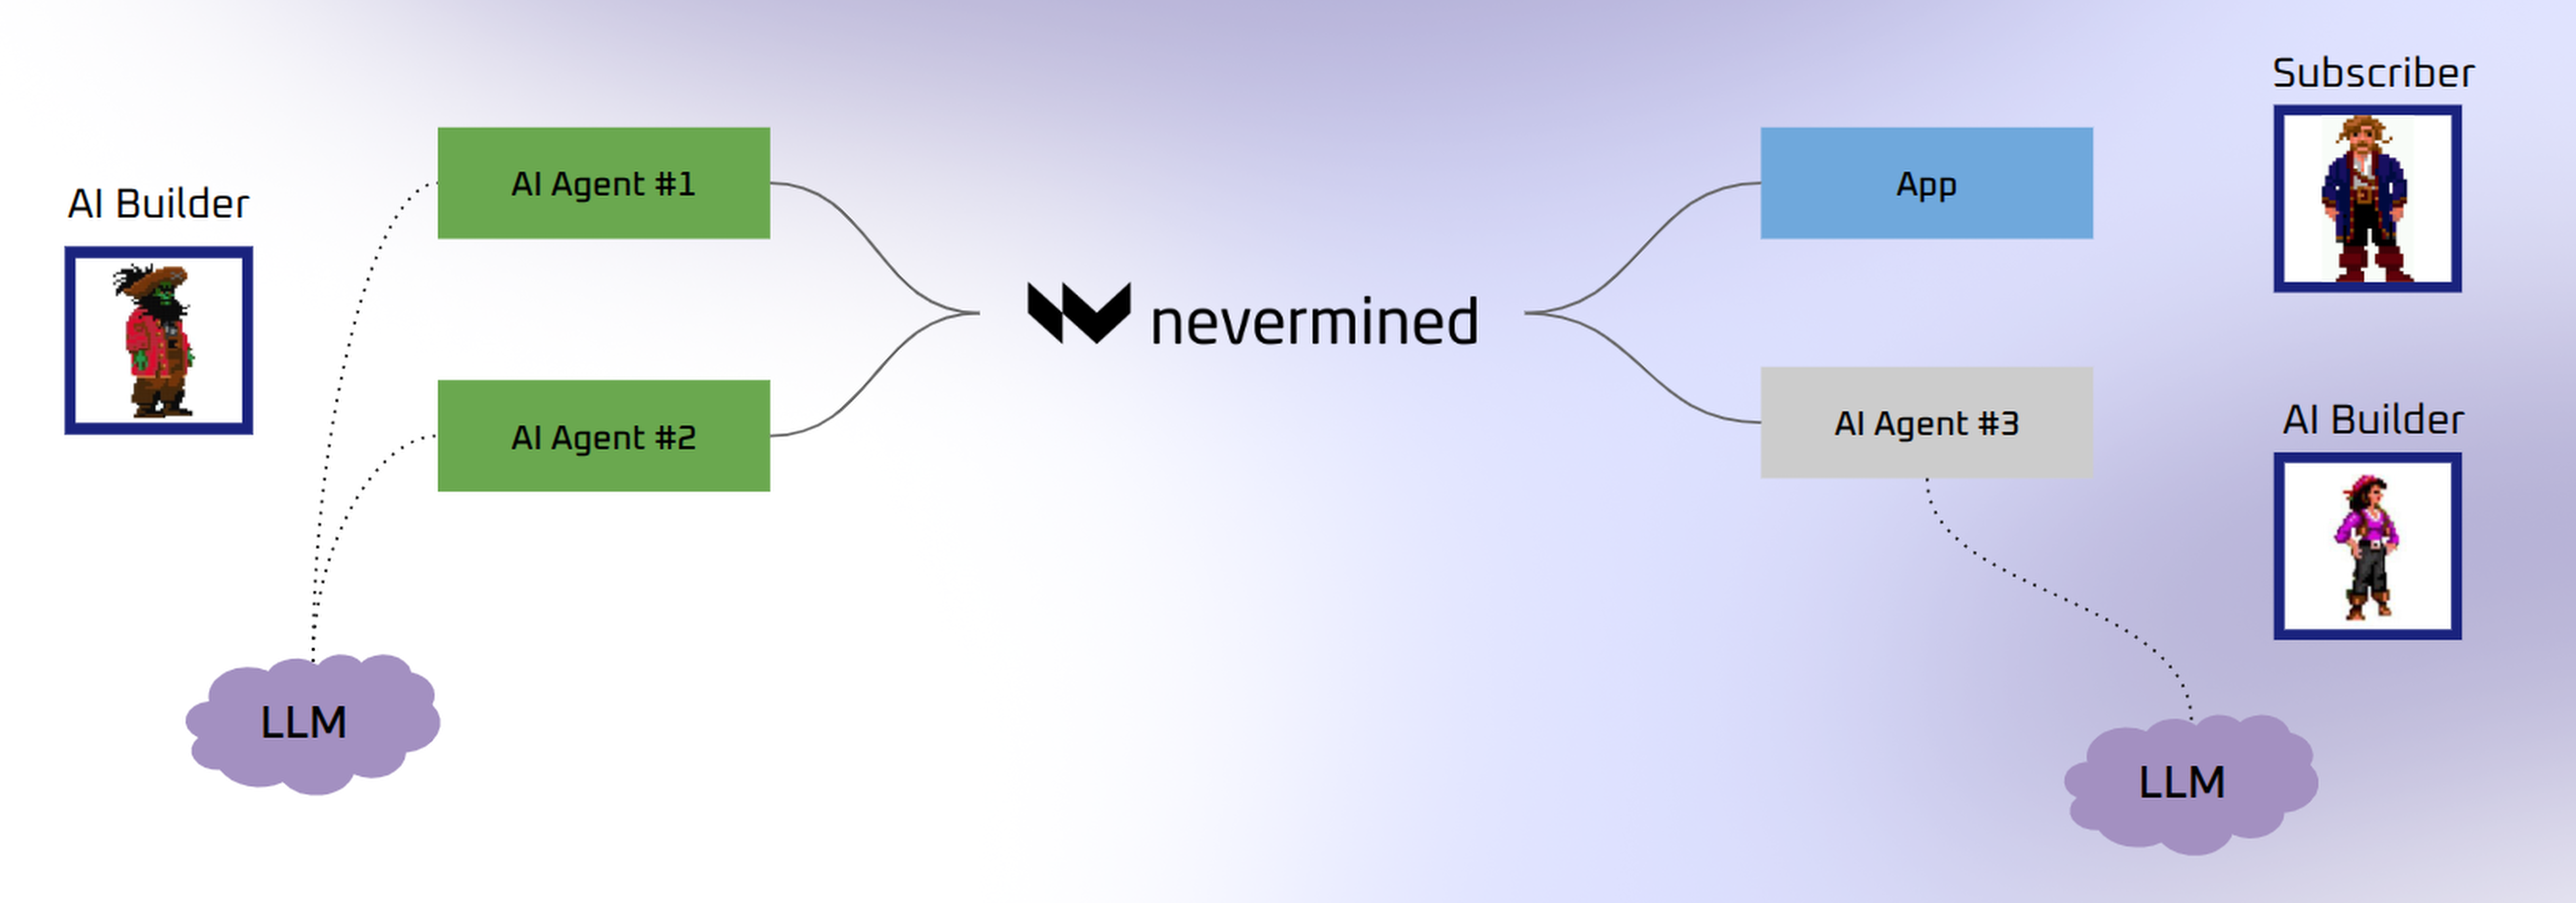 AI Builder
AI Agent #1
AI Agent #2
LLM
nevermined
App
AI Agent #3
Subscriber
AI Builder
LLM